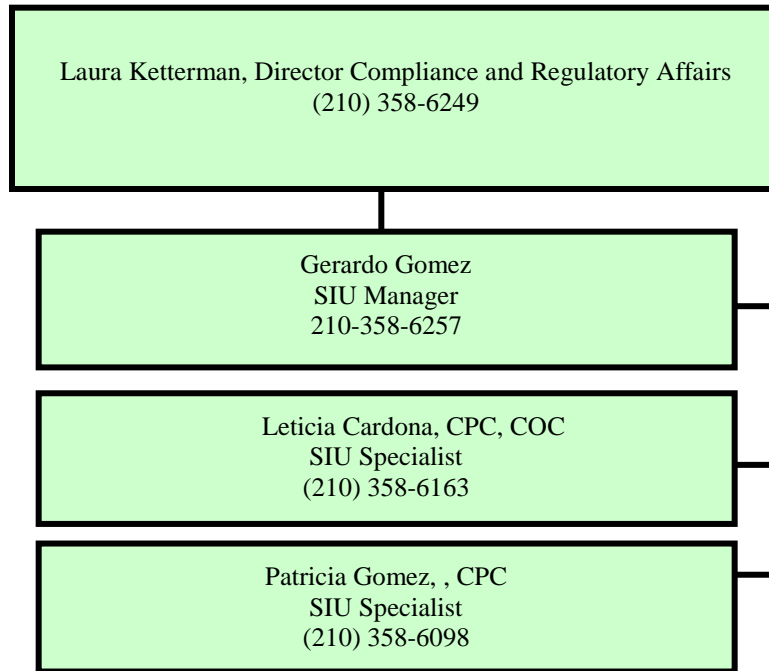 Laura Ketterman, Director Compliance and Regulatory Affairs
(210) 358-6249
Gerardo Gomez
SIU Manager
210-358-6257
Leticia Cardona, CPC, COC
SIU Specialist
(210) 358-6163
Patricia Gomez, , CPC
SIU Specialist
(210) 358-6098